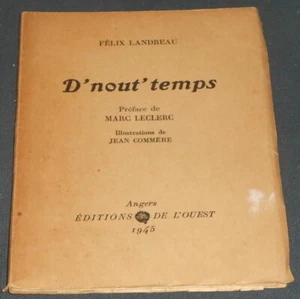 FÉLIX LANDREAU
D'nout' temps
Préface de
MARC LECLERC
Illustrations de
JEAN COMMÈRE
Angers
ÉDITIONS DE L'OUEST
1945